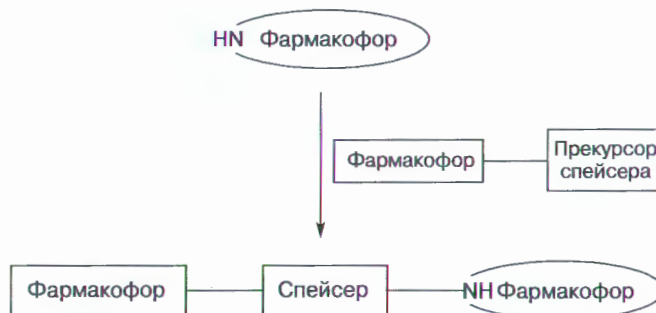 HN Фармакофор
Фармакофор
Прекурсор
спейсера
Фармакофор
Спейсер
NH Фармакофор